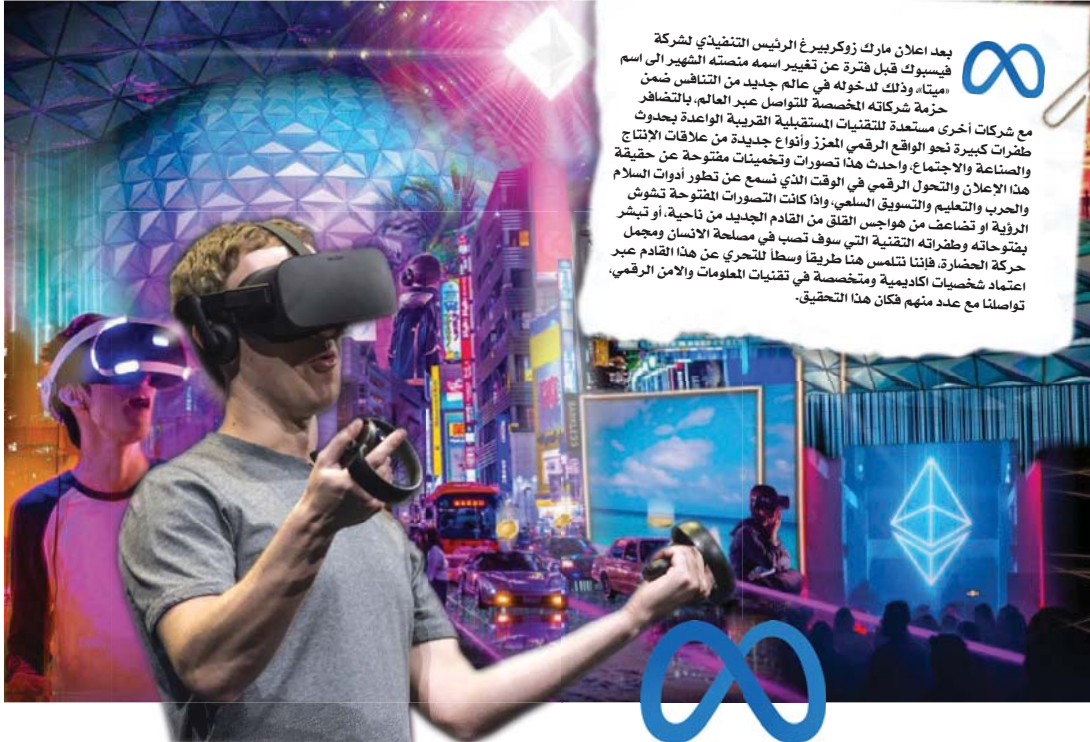 بعد اعلان مارك زوكربيرغ الرئيس التنفيذي لشركة
فيسبوك قبل فترة عن تغيير اسمه منصته الشهير الى اسم
«ميتا»، وذلك لدخوله في عالم جديد من التنافس ضمن
حزمة شركاته المخصصة للتواصل عبر العالم، بالتضافر
مع شركات أخرى مستعدة للتقنيات المستقبلية القريبة الواعدة بحدوث
طفرات كبيرة نحو الواقع الرقمي المعزز وأنواع جديدة من علاقات الإنتاج
والصناعة والاجتماع، واحدث هذا تصورات وتخمينات مفتوحة عن حقيقة
هذا الإعلان والتحول الرقمي في الوقت الذي نسمع عن تطور أدوات السلام
والحرب والتعليم والتسويق السلعي، واذا كانت التصورات المفتوحة تشوش
الرؤية او تضاعف من هواجس القلق من القادم الجديد من ناحية، أو تبشر
بفتوحاته وطفراته التقنية التي سوف تصب في مصلحة الانسان ومجمل
حركة الحضارة، فإننا نتلمس هنا طريقاً وسطاً للتحري عن هذا القادم عبر
اعتماد شخصيات اكاديمية ومتخصصة في تقنيات المعلومات والامن الرقمي،
تواصلنا مع عدد منهم فكان هذا التحقيق.